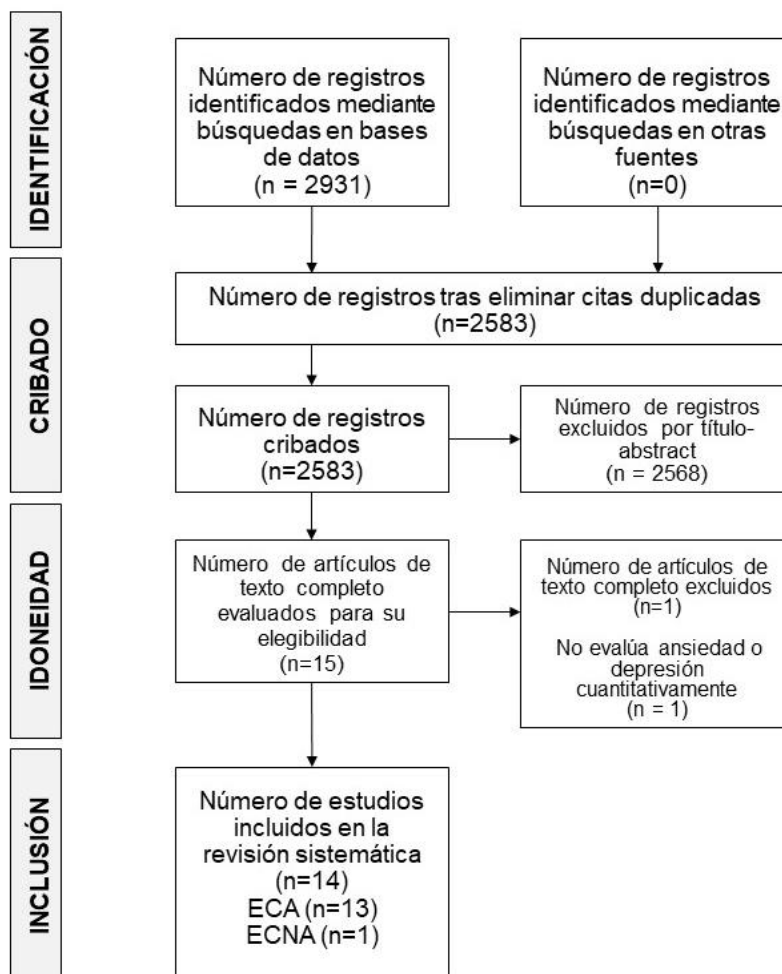 IDENTIFICACIÓN
Número de registros
identificados mediante
búsquedas en bases
de datos
(n = 2931)
Número de registros
identificados mediante
búsquedas en otras
fuentes
(n=0)
CRIBADO
Número de registros tras eliminar citas duplicadas
(n=2583)
Número de registros
cribados
(n=2583)
Número de registros
excluidos por título-
abstract
(n = 2568)
IDONEIDAD
Número de artículos de
texto completo
evaluados para su
elegibilidad
(n=15)
Número de artículos de
texto completo excluidos
(n=1)
No evalúa ansiedad o
depresión
cuantitativamente
(n = 1)
INCLUSIÓN
Número de estudios
incluidos en la
revisión sistemática
(n=14)
ECA (n=13)
ECNA (n=1)